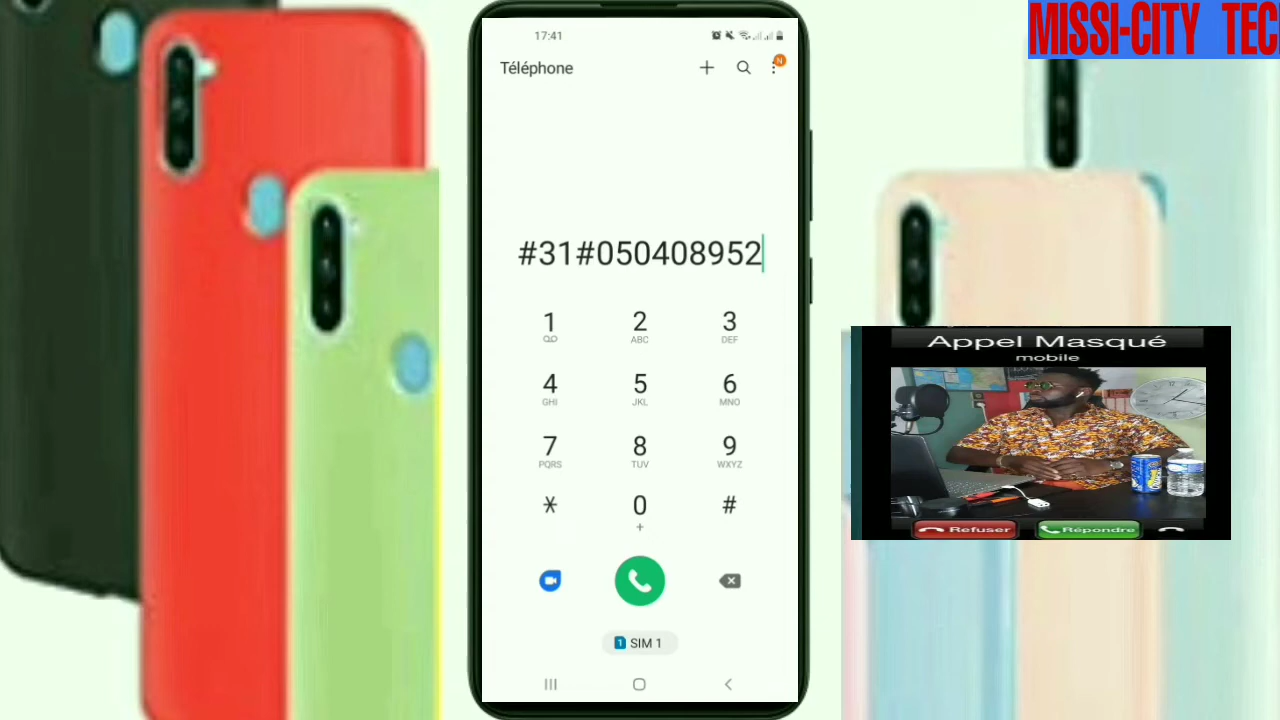 MISSI-CITY TEC
17:41
Téléphone
N
#31#050408952
1 2 3
ABC DEF
4 5 6
GHI JKL MNO
7 8 9
PQRS TUV WXYZ
* 0 #
+
1 SIM 1
Appel Masqué
mobile
Refuser Répondre